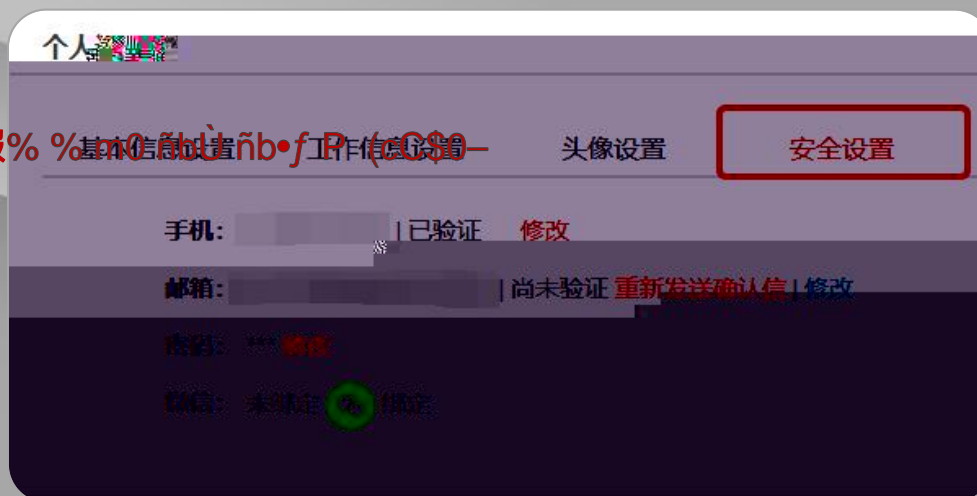 个人
基本信息设置 工作信息设置 头像设置 安全设置
手机: | 已验证 修改
邮箱: | 尚未验证 重新发送确认信 | 修改
密码: *** 修改
微信: 未绑定 绑定